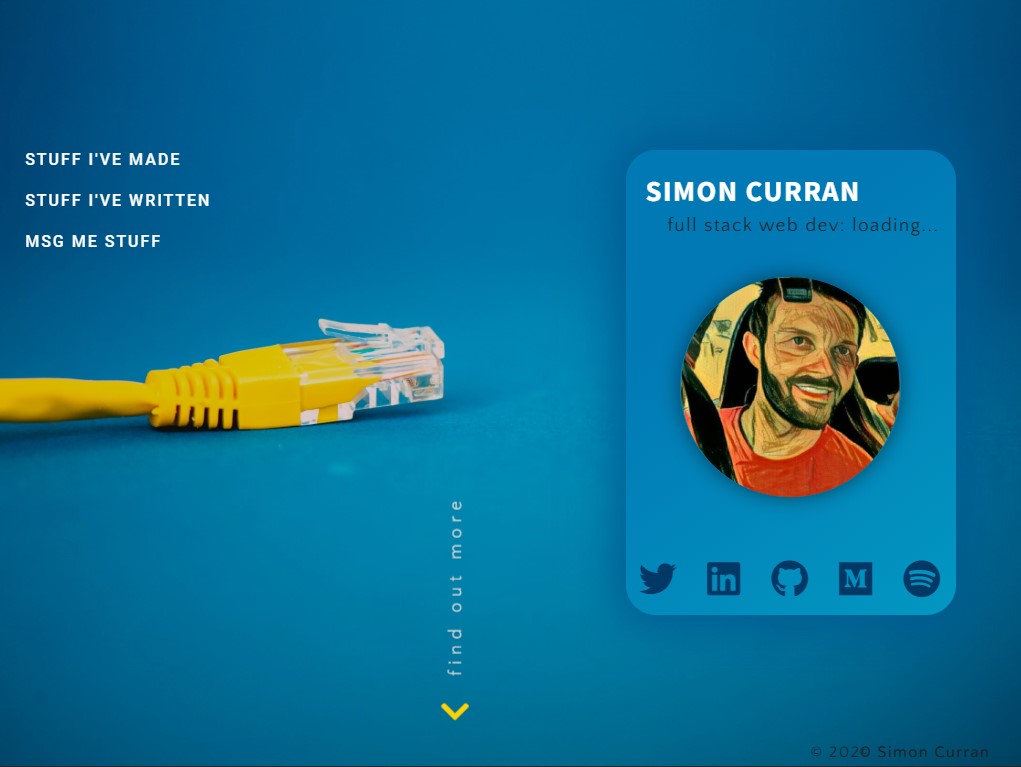 STUFF I'VE MADE
STUFF I'VE WRITTEN
MSG ME STUFF
SIMON CURRAN
full stack web dev: loading...
find out more
© 2020 Simon Curran